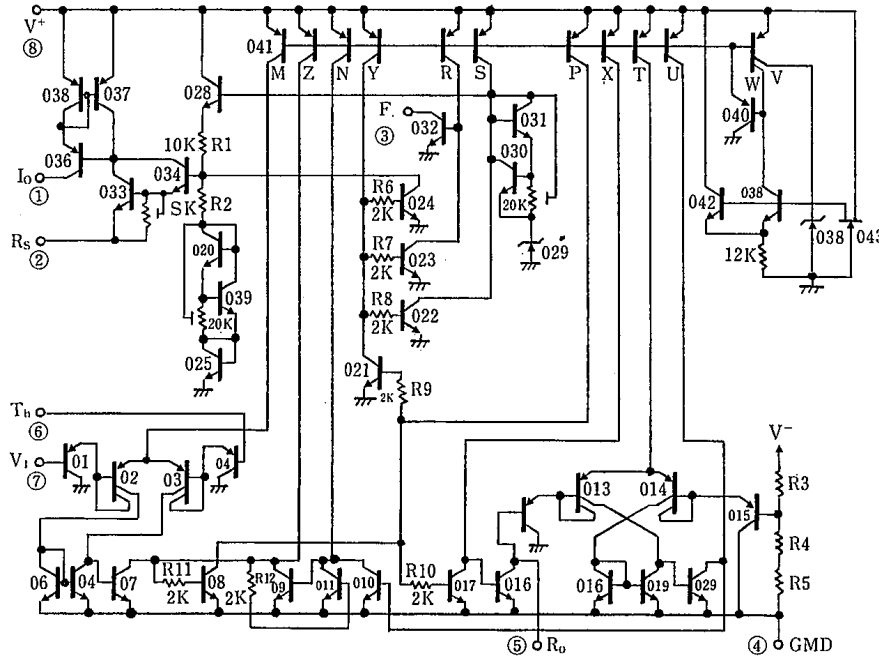 V⁺
⑧
041 M Z N Y R S P X T U W V
038 037
028
040
F.
③
032
031
036
10K R1
034
030
R6
2K
024
I₀
①
033
SK
R2
20K
042
038
R7
2K
023
029
12K
038
043
R_S
②
020
R8
2K
022
039
20K
025
021
2K
R9
T_h
⑥
V⁻
V_I
⑦
01
02
03
04
013
014
015
R3
R4
R5
06
04
07
R11
2K
08
R12
2K
09
011
010
R10
2K
017
016
016
019
029
⑤ R₀
④ GMD